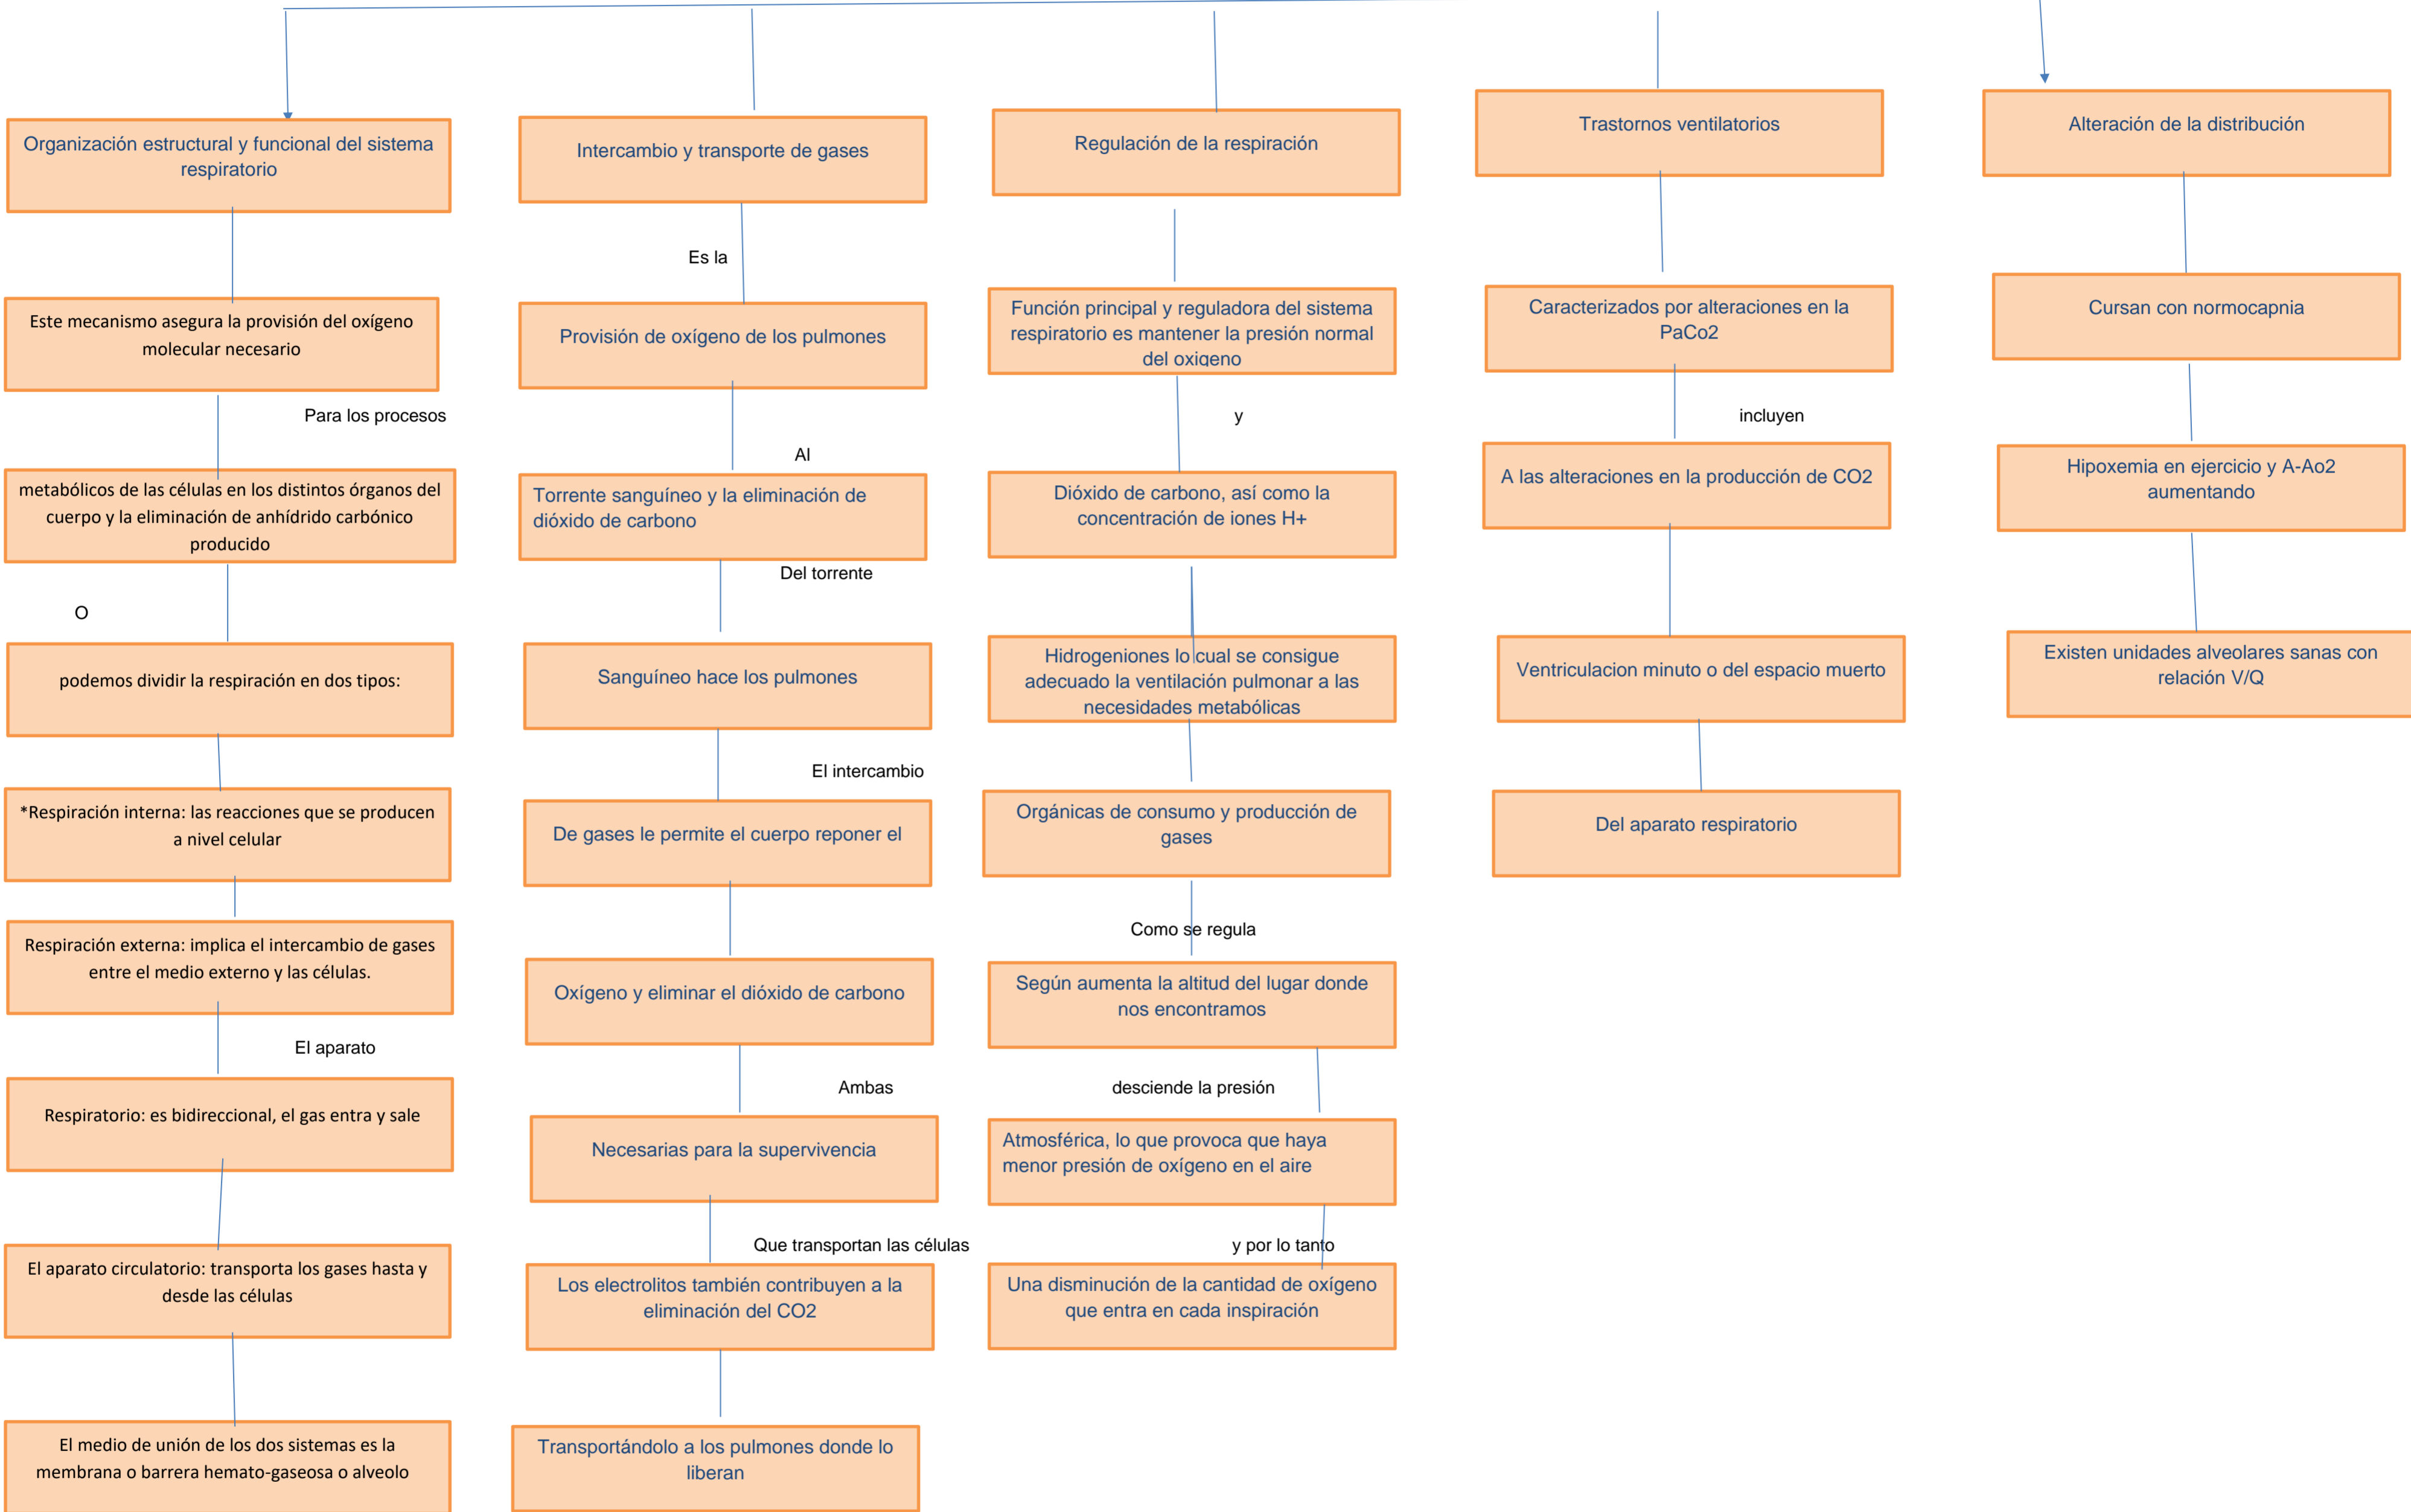 Organización estructural y funcional del sistema
respiratorio
Este mecanismo asegura la provisión del oxígeno
molecular necesario
Para los procesos
metabólicos de las células en los distintos órganos del
cuerpo y la eliminación de anhídrido carbónico
producido
O
podemos dividir la respiración en dos tipos:
*Respiración interna: las reacciones que se producen
a nivel celular
Respiración externa: implica el intercambio de gases
entre el medio externo y las células.
El aparato
Respiratorio: es bidireccional, el gas entra y sale
El aparato circulatorio: transporta los gases hasta y
desde las células
El medio de unión de los dos sistemas es la
membrana o barrera hemato-gaseosa o alveolo
Intercambio y transporte de gases
Es la
Provisión de oxígeno de los pulmones
Al
Torrente sanguíneo y la eliminación de
dióxido de carbono
Del torrente
Sanguíneo hace los pulmones
El intercambio
De gases le permite el cuerpo reponer el
Oxígeno y eliminar el dióxido de carbono
Ambas
Necesarias para la supervivencia
Que transportan las células
Los electrolitos también contribuyen a la
eliminación del CO2
Transportándolo a los pulmones donde lo
liberan
Regulación de la respiración
Función principal y reguladora del sistema
respiratorio es mantener la presión normal
del oxigeno
y
Dióxido de carbono, así como la
concentración de iones H+
Hidrogeniones lo cual se consigue
adecuado la ventilación pulmonar a las
necesidades metabólicas
Orgánicas de consumo y producción de
gases
Como se regula
Según aumenta la altitud del lugar donde
nos encontramos
desciende la presión
Atmosférica, lo que provoca que haya
menor presión de oxígeno en el aire
y por lo tanto
Una disminución de la cantidad de oxígeno
que entra en cada inspiración
Trastornos ventilatorios
Caracterizados por alteraciones en la
PaCo2
incluyen
A las alteraciones en la producción de CO2
Ventriculacion minuto o del espacio muerto
Del aparato respiratorio
Alteración de la distribución
Cursan con normocapnia
Hipoxemia en ejercicio y A-Ao2
aumentando
Existen unidades alveolares sanas con
relación V/Q